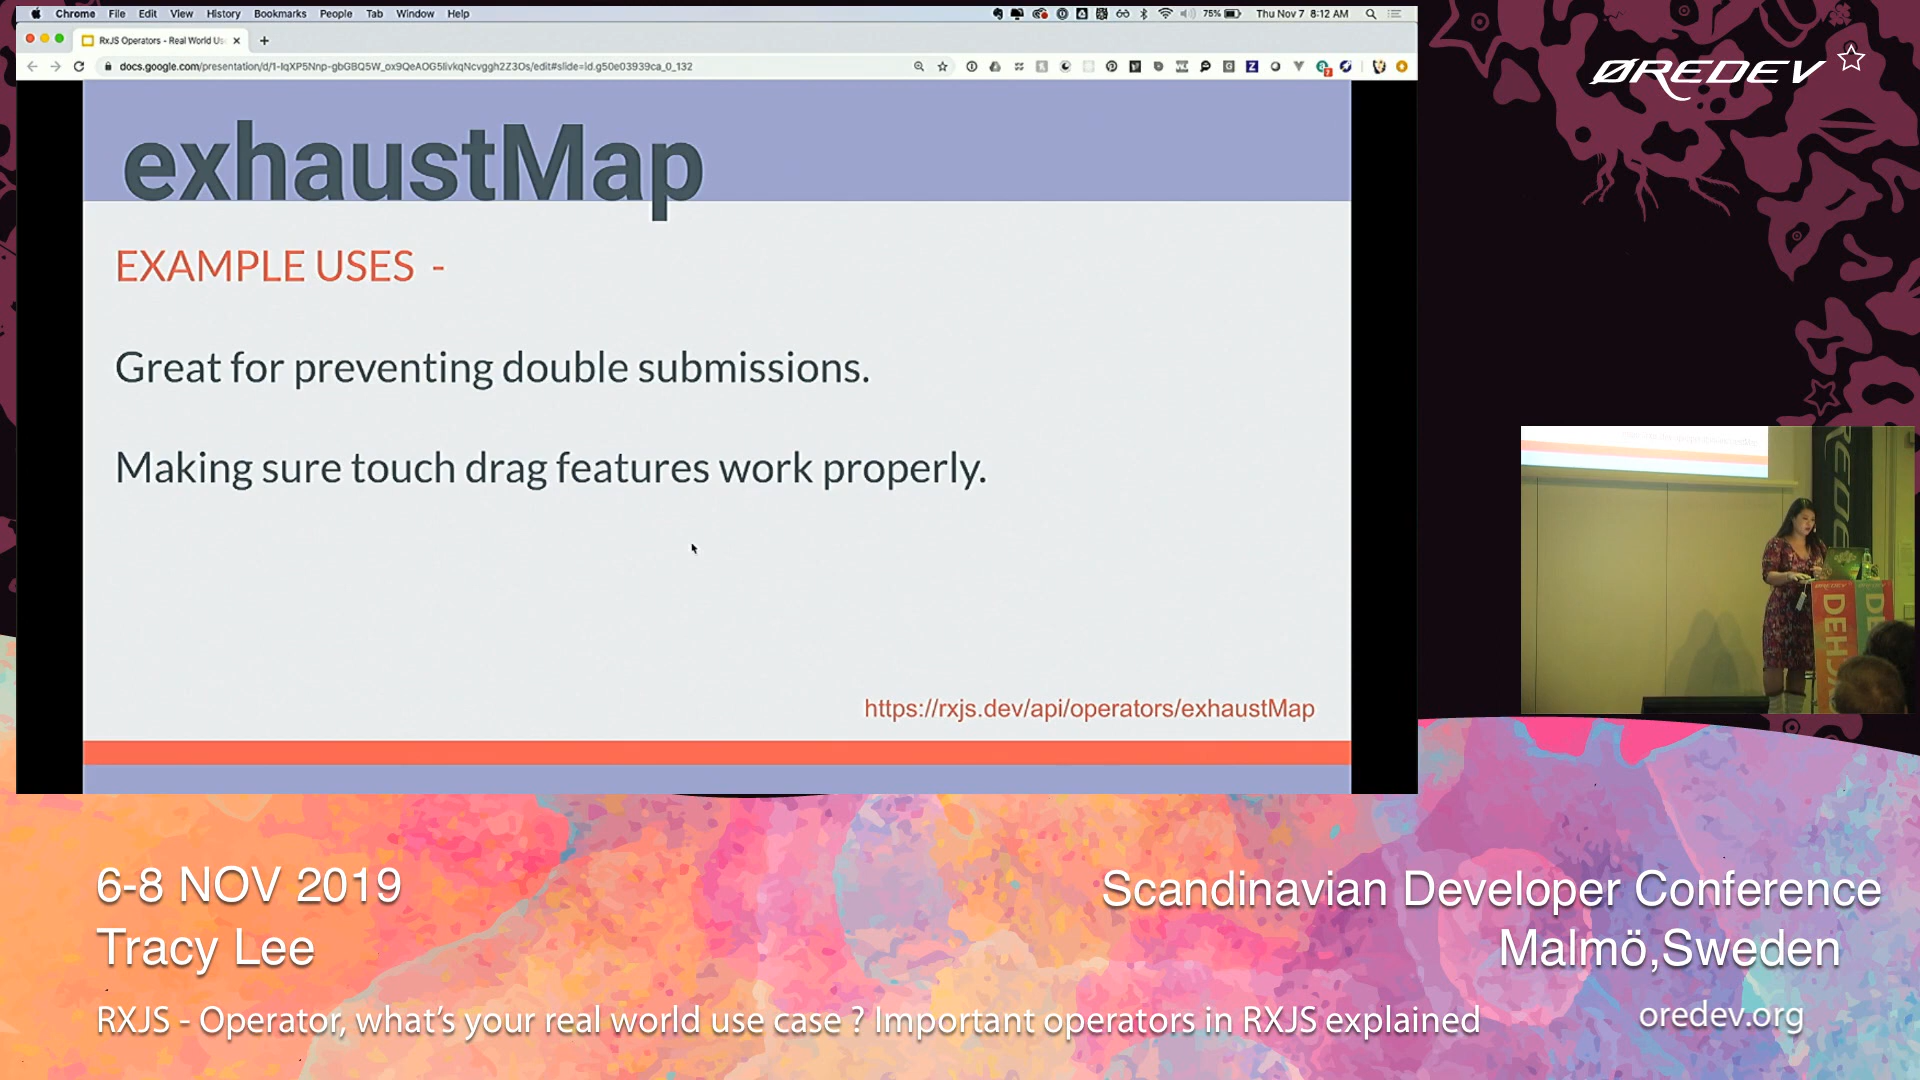 Chrome File Edit View History Bookmarks People Tab Window Help
75% Thu Nov 7 8:12 AM
RxJS Operators - Real World Us
docs.google.com/presentation/d/1-IqXP5Nnp-gbGBQ5W_ox9QeAOG5IivkqNcvggh2Z3Os/edit#slide=id.g50e03939ca_0_132
ØREDEV
exhaustMap
EXAMPLE USES -
Great for preventing double submissions.
Making sure touch drag features work properly.
https://rxjs.dev/api/operators/exhaustMap
6-8 NOV 2019
Tracy Lee
Scandinavian Developer Conference
Malmö,Sweden
RXJS - Operator, what's your real world use case ? Important operators in RXJS explained
oredev.org